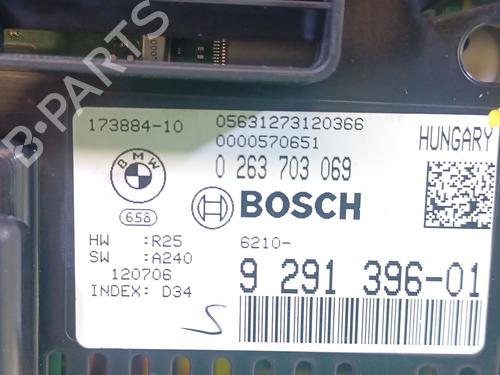 173884-10
05631273120366
0000570651
HUNGARY
BMW
0 263 703 069
658
BOSCH
HW :R25
6210-
SW :A240
9 291 396-01
120706
INDEX: D34
B-PARTS